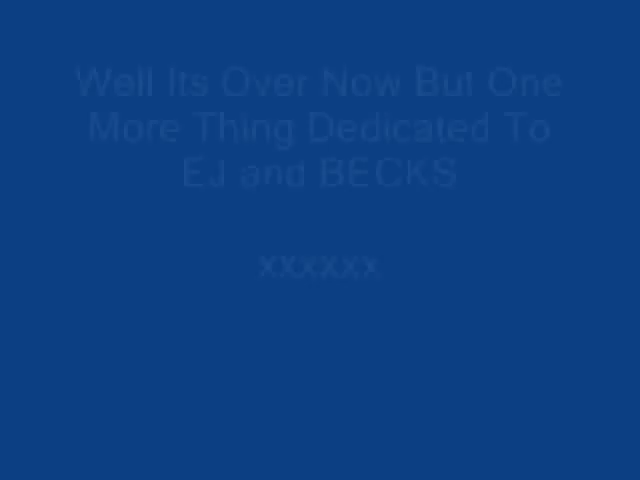 Well Its Over Now But One
More Thing Dedicated To
EJ and BECKS
xxxxxx